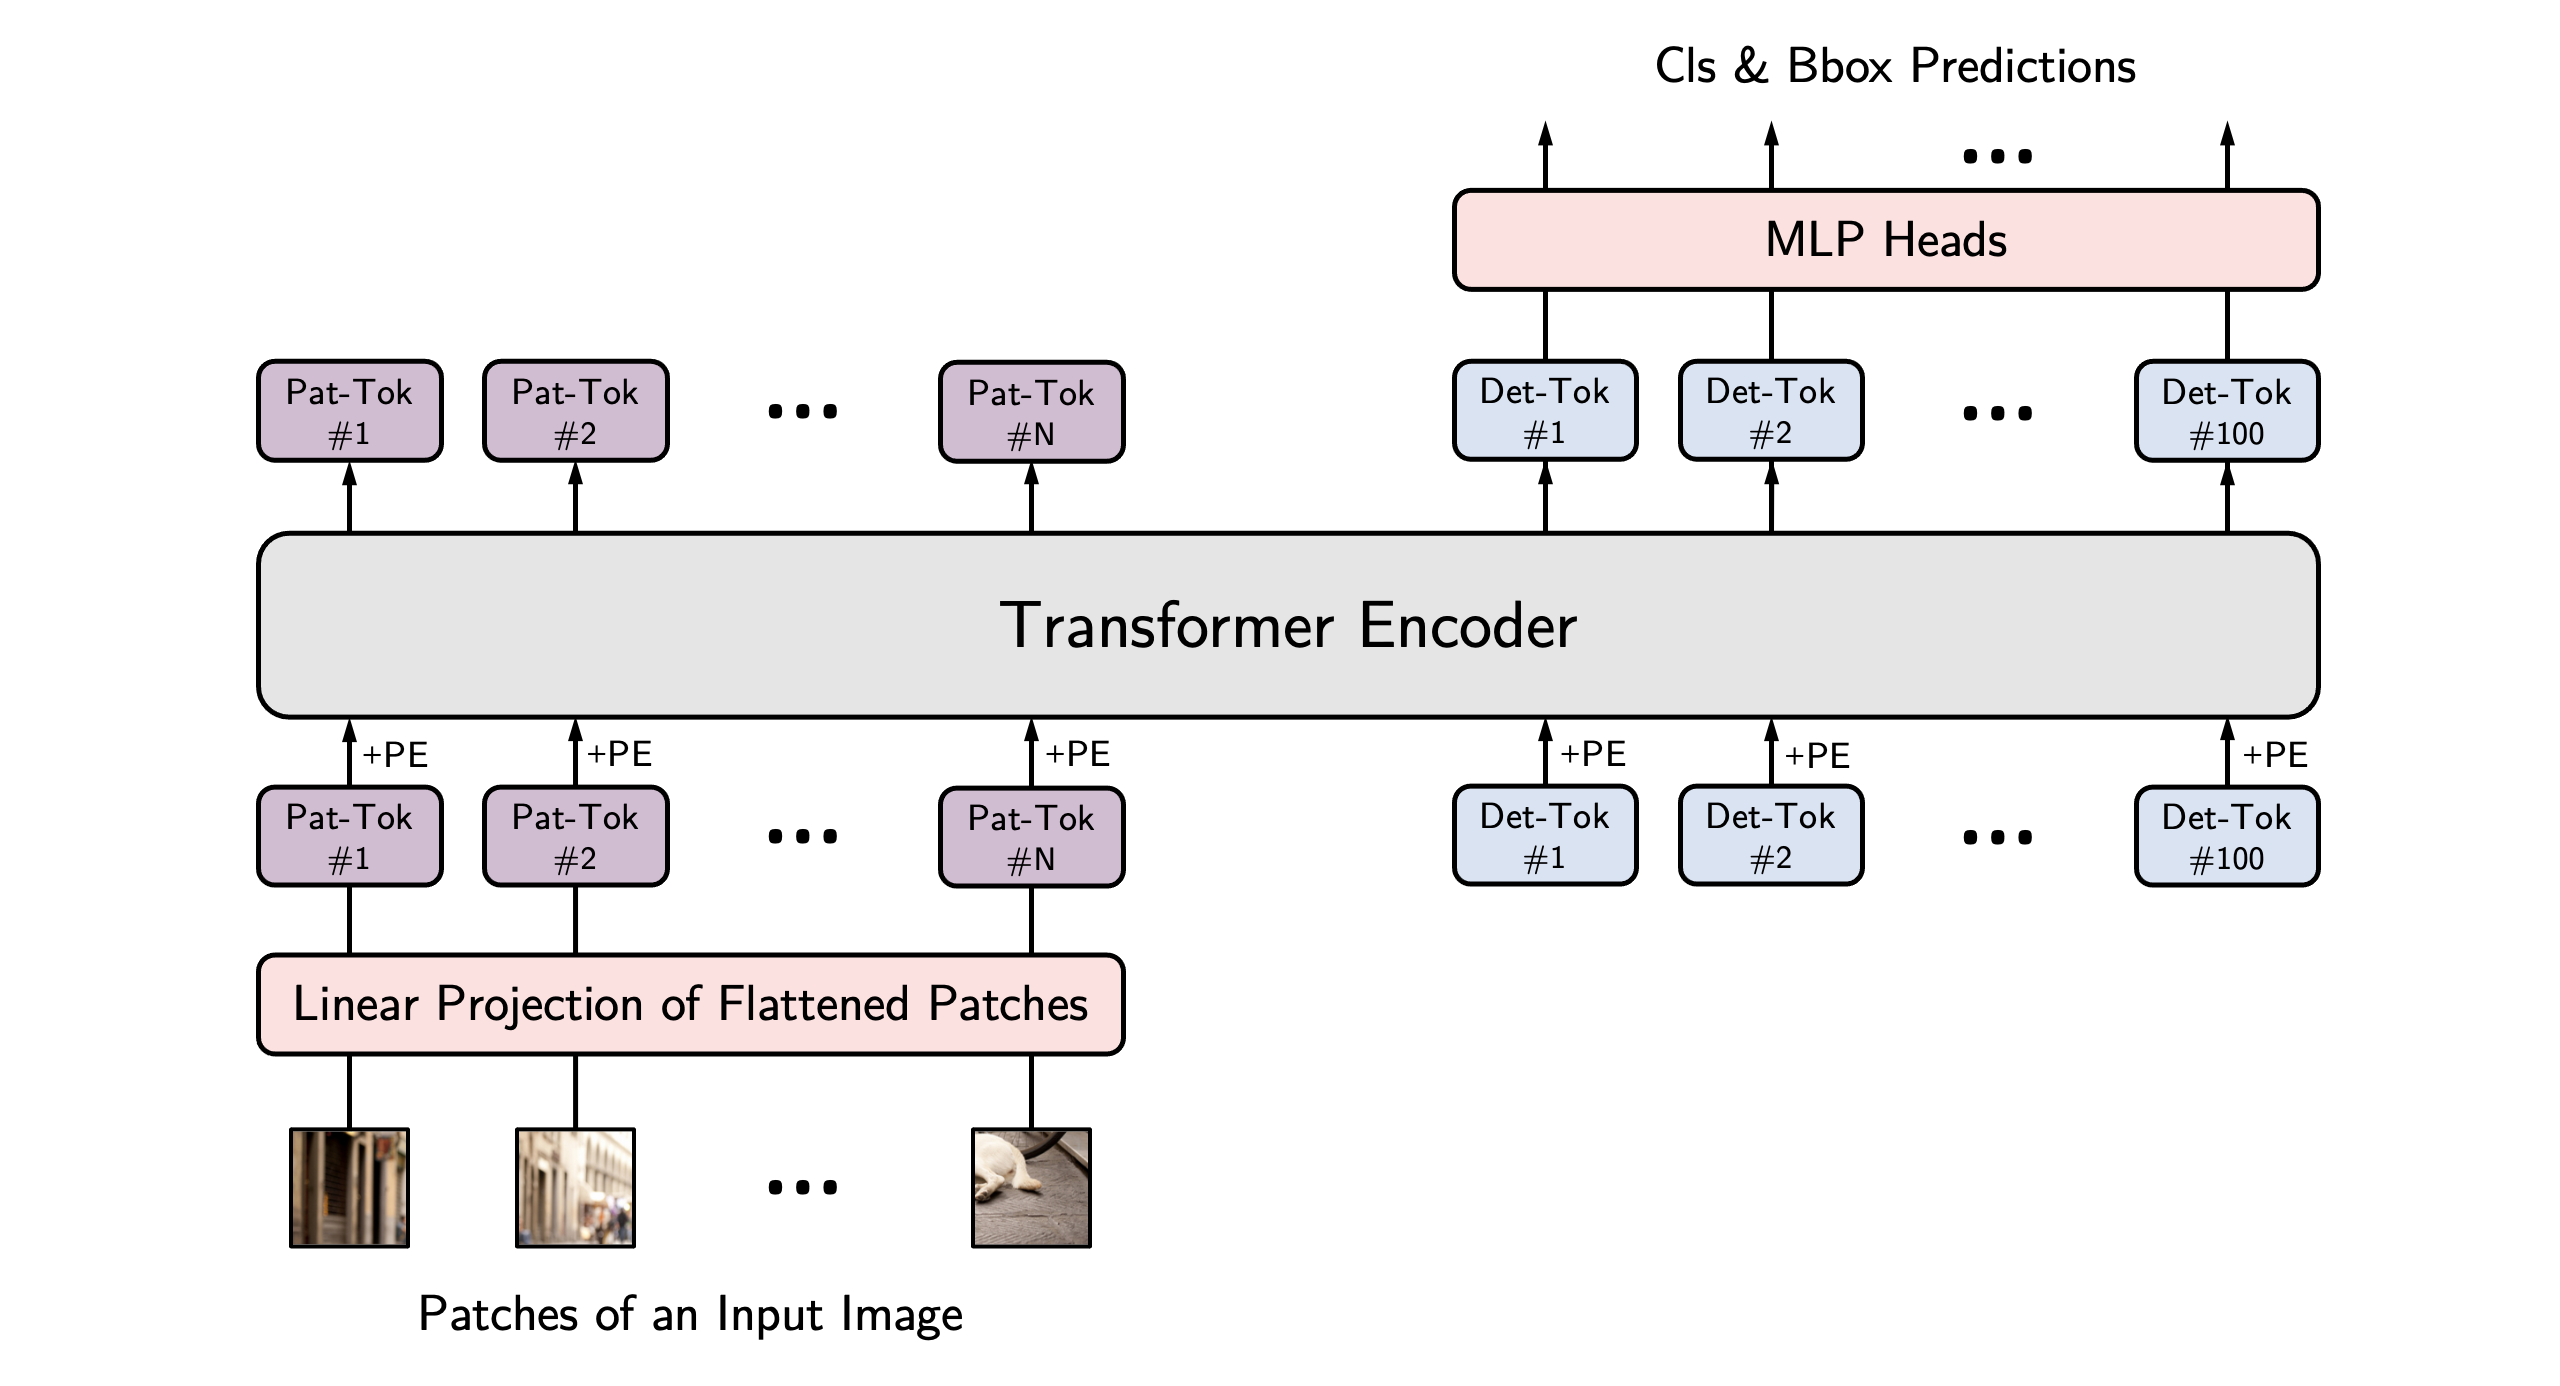 Cls & Bbox Predictions
...
MLP Heads
Pat-Tok
#1
Pat-Tok
#2
...
Pat-Tok
#N
Det-Tok
#1
Det-Tok
#2
...
Det-Tok
#100
Transformer Encoder
+PE
+PE
+PE
+PE
+PE
+PE
Pat-Tok
#1
Pat-Tok
#2
...
Pat-Tok
#N
Det-Tok
#1
Det-Tok
#2
...
Det-Tok
#100
Linear Projection of Flattened Patches
...
Patches of an Input Image